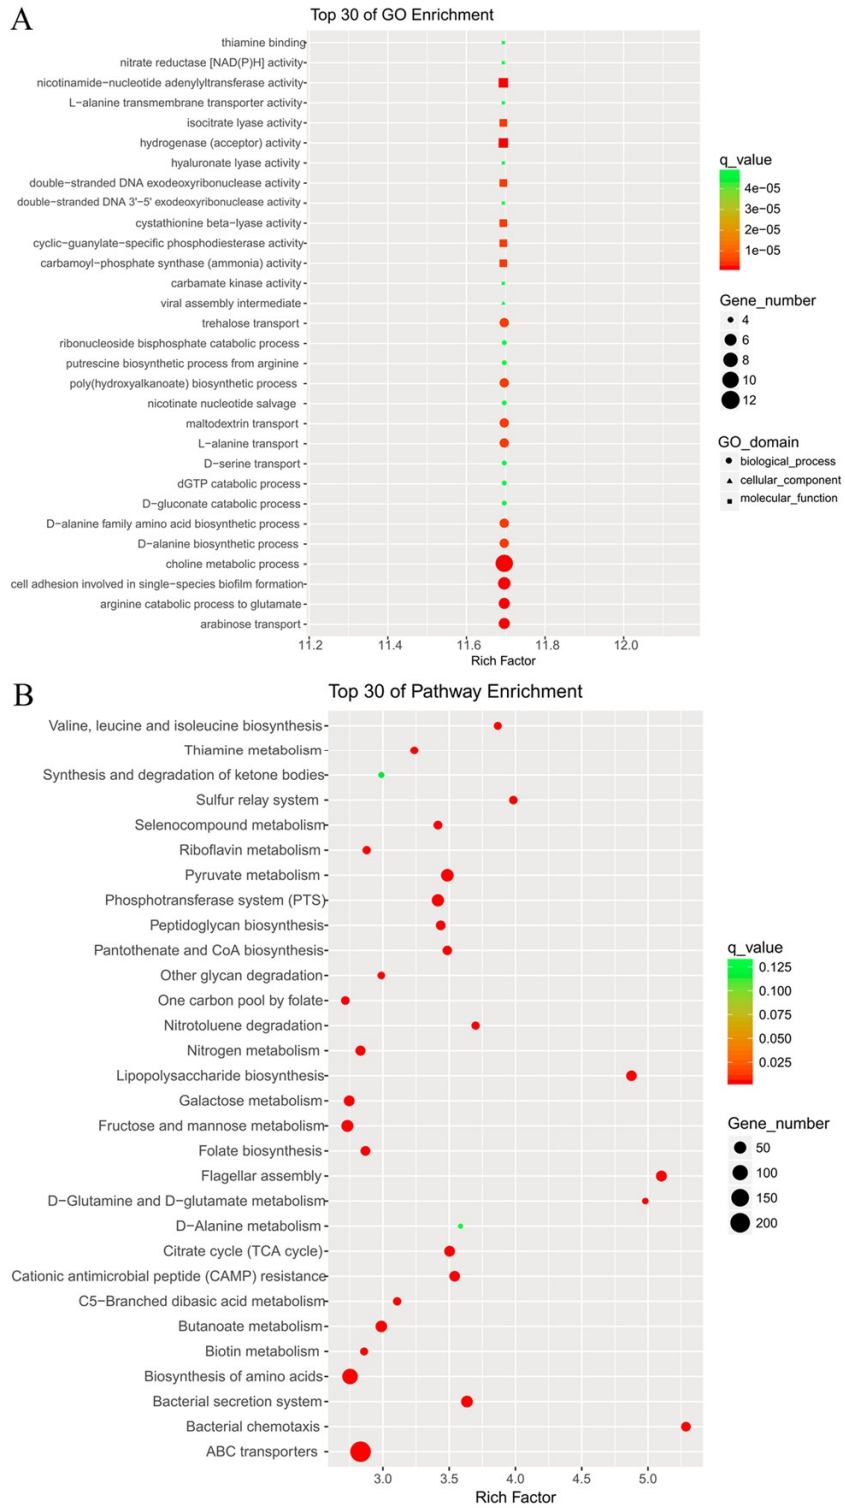 A
Top 30 of GO Enrichment
thiamine binding
nitrate reductase [NAD(P)H] activity
nicotinamide−nucleotide adenylyltransferase activity
L−alanine transmembrane transporter activity
isocitrate lyase activity
hydrogenase (acceptor) activity
hyaluronate lyase activity
double−stranded DNA exodeoxyribonuclease activity
double−stranded DNA 3'−5' exodeoxyribonuclease activity
cystathionine beta−lyase activity
cyclic−guanylate−specific phosphodiesterase activity
carbamoyl−phosphate synthase (ammonia) activity
carbamate kinase activity
viral assembly intermediate
trehalose transport
ribonucleoside bisphosphate catabolic process
putrescine biosynthetic process from arginine
poly(hydroxyalkanoate) biosynthetic process
nicotinate nucleotide salvage
maltodextrin transport
L−alanine transport
D−serine transport
dGTP catabolic process
D−gluconate catabolic process
D−alanine family amino acid biosynthetic process
D−alanine biosynthetic process
choline metabolic process
cell adhesion involved in single−species biofilm formation
arginine catabolic process to glutamate
arabinose transport
11.2 11.4 11.6 11.8 12.0
Rich Factor
q_value
4e−05
3e−05
2e−05
1e−05
Gene_number
4
6
8
10
12
GO_domain
biological_process
cellular_component
molecular_function
B
Top 30 of Pathway Enrichment
Valine, leucine and isoleucine biosynthesis
Thiamine metabolism
Synthesis and degradation of ketone bodies
Sulfur relay system
Selenocompound metabolism
Riboflavin metabolism
Pyruvate metabolism
Phosphotransferase system (PTS)
Peptidoglycan biosynthesis
Pantothenate and CoA biosynthesis
Other glycan degradation
One carbon pool by folate
Nitrotoluene degradation
Nitrogen metabolism
Lipopolysaccharide biosynthesis
Galactose metabolism
Fructose and mannose metabolism
Folate biosynthesis
Flagellar assembly
D−Glutamine and D−glutamate metabolism
D−Alanine metabolism
Citrate cycle (TCA cycle)
Cationic antimicrobial peptide (CAMP) resistance
C5−Branched dibasic acid metabolism
Butanoate metabolism
Biotin metabolism
Biosynthesis of amino acids
Bacterial secretion system
Bacterial chemotaxis
ABC transporters
3.0 3.5 4.0 4.5 5.0
Rich Factor
q_value
0.125
0.100
0.075
0.050
0.025
Gene_number
50
100
150
200